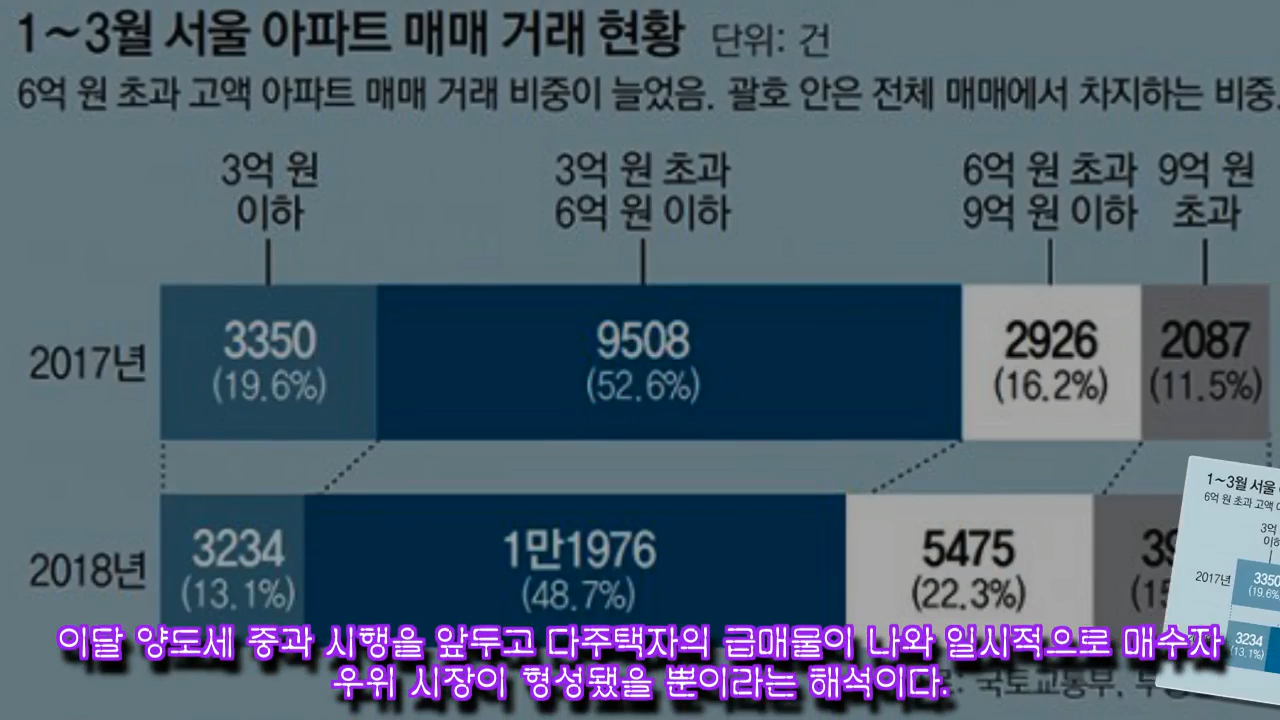 1~3월 서울 아파트 매매 거래 현황 단위: 건
6억 원 초과 고액 아파트 매매 거래 비중이 늘었음. 괄호 안은 전체 매매에서 차지하는 비중.
3억 원
이하
3억 원 초과
6억 원 이하
6억 원 초과
9억 원 이하
9억 원
초과
2017년
3350
(19.6%)
9508
(52.6%)
2926
(16.2%)
2087
(11.5%)
2018년
3234
(13.1%)
1만1976
(48.7%)
5475
(22.3%)
1~3월 서울
6억 원 초과 고액
3억
이하
2017년
3350
(19.6%
3234
(13.1%)
이달 양도세 중과 시행을 앞두고 다주택자의 급매물이 나와 일시적으로 매수자
우위 시장이 형성됐을 뿐이라는 해석이다.
국토교통부,